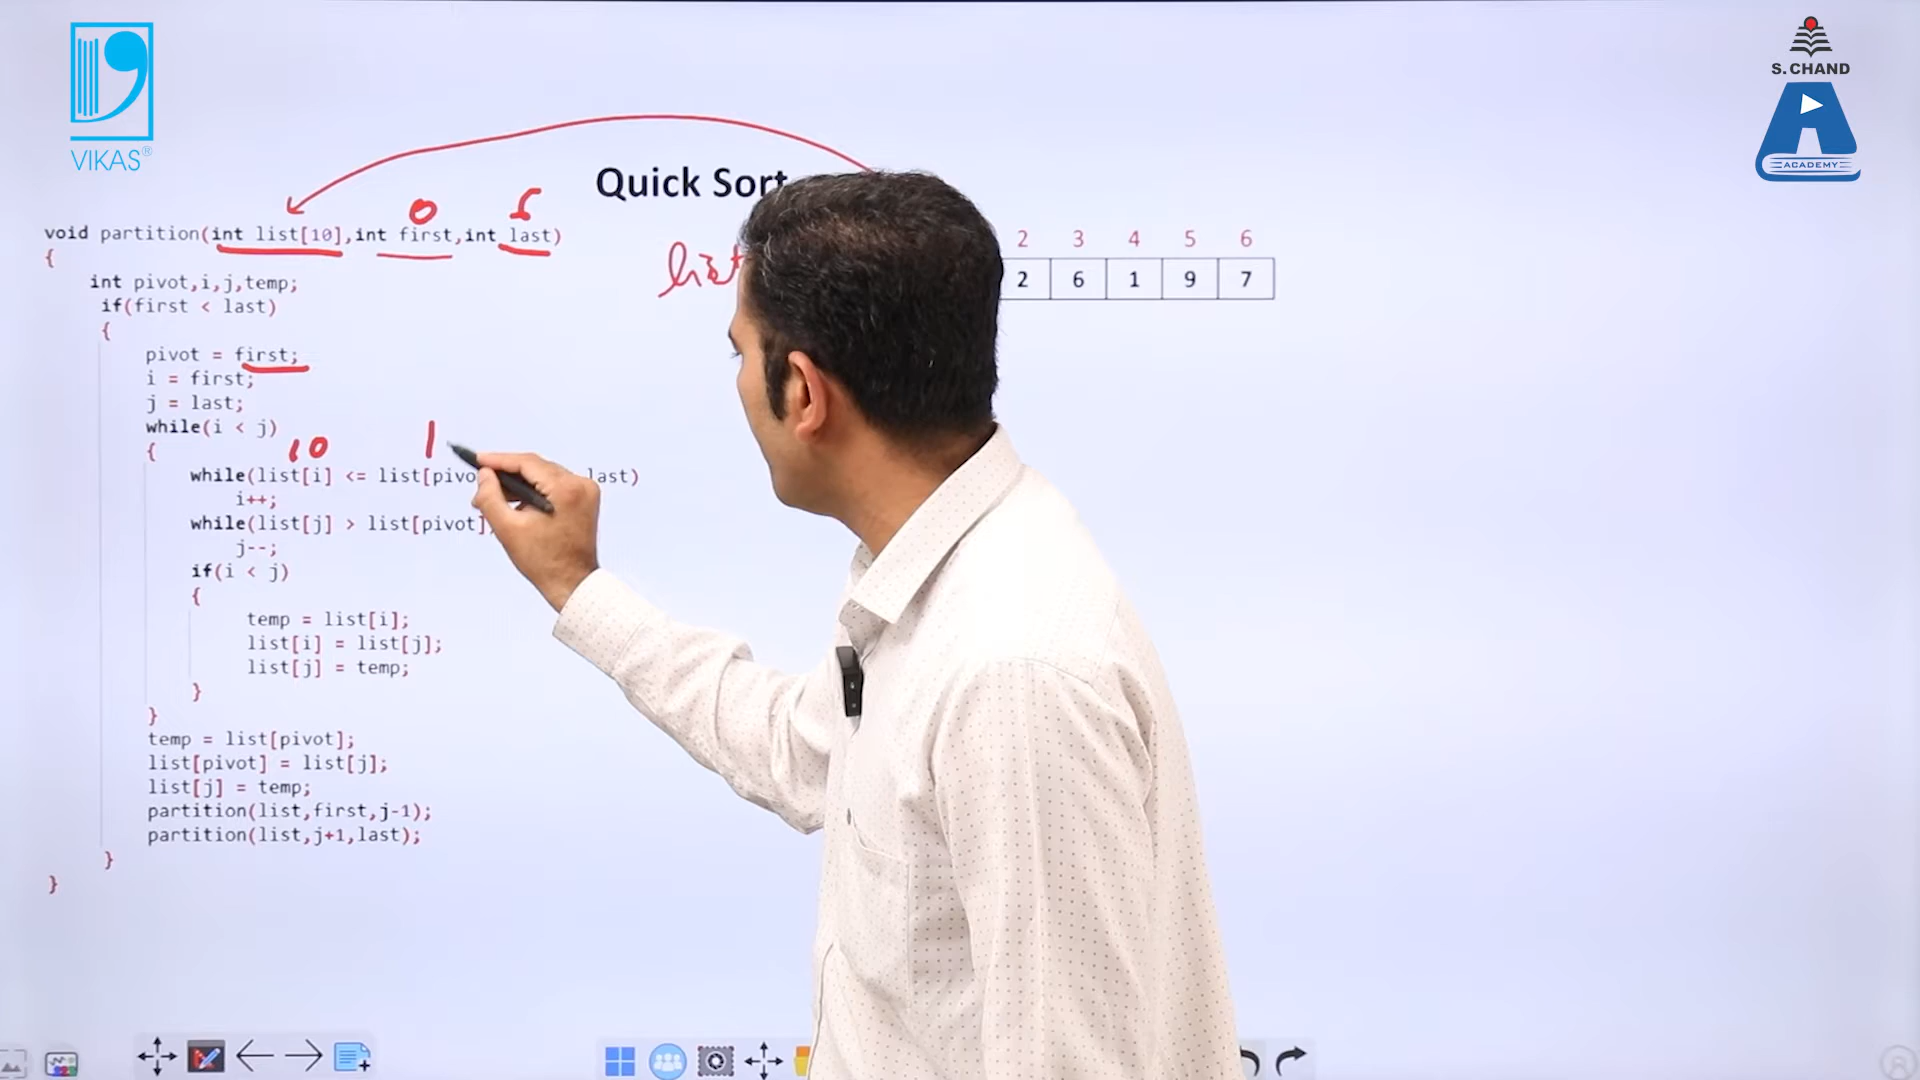 VIKAS®
S. CHAND
ACADEMY
Quick Sort
0 6
void partition(int list[10],int first,int last)
list
2 3 4 5 6
2 6 1 9 7
{
int pivot,i,j,temp;
if(first < last)
{
pivot = first;
i = first;
j = last;
while(i < j)
{
10 1
while(list[i] <= list[pivo last)
i++;
while(list[j] > list[pivot]
j--;
if(i < j)
{
temp = list[i];
list[i] = list[j];
list[j] = temp;
}
}
temp = list[pivot];
list[pivot] = list[j];
list[j] = temp;
partition(list,first,j-1);
partition(list,j+1,last);
}
}